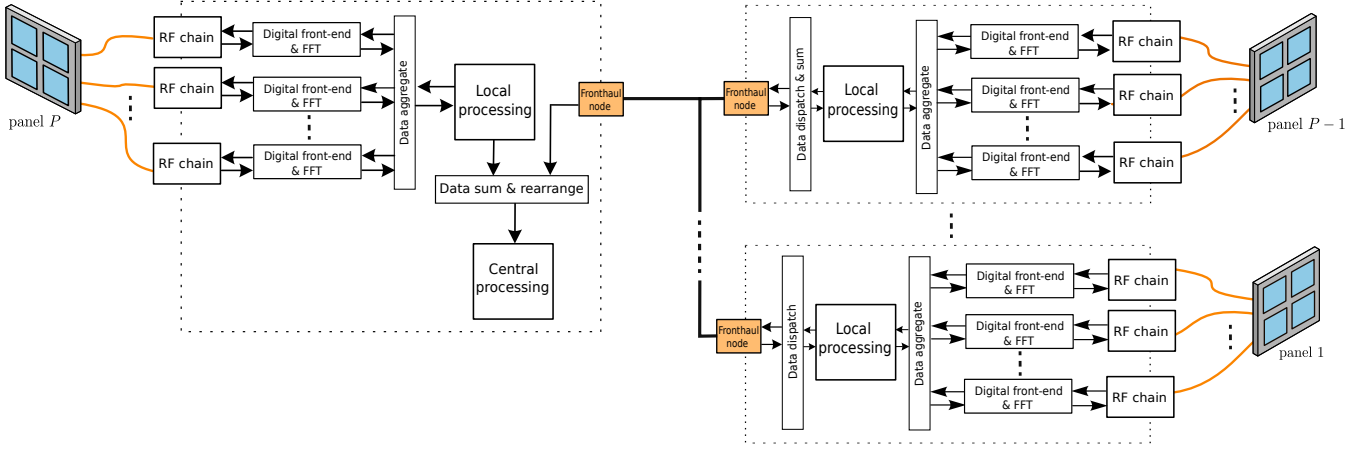 panel P
RF chain
Digital front-end
& FFT
RF chain
Digital front-end
& FFT
RF chain
Digital front-end
& FFT
Data aggregate
Local
processing
Data sum & rearrange
Central
processing
Fronthaul
node
Fronthaul
node
Data dispatch & sum
Local
processing
Data aggregate
Digital front-end
& FFT
RF chain
Digital front-end
& FFT
RF chain
Digital front-end
& FFT
RF chain
panel P − 1
Fronthaul
node
Data dispatch
Local
processing
Data aggregate
Digital front-end
& FFT
RF chain
Digital front-end
& FFT
RF chain
Digital front-end
& FFT
RF chain
panel 1